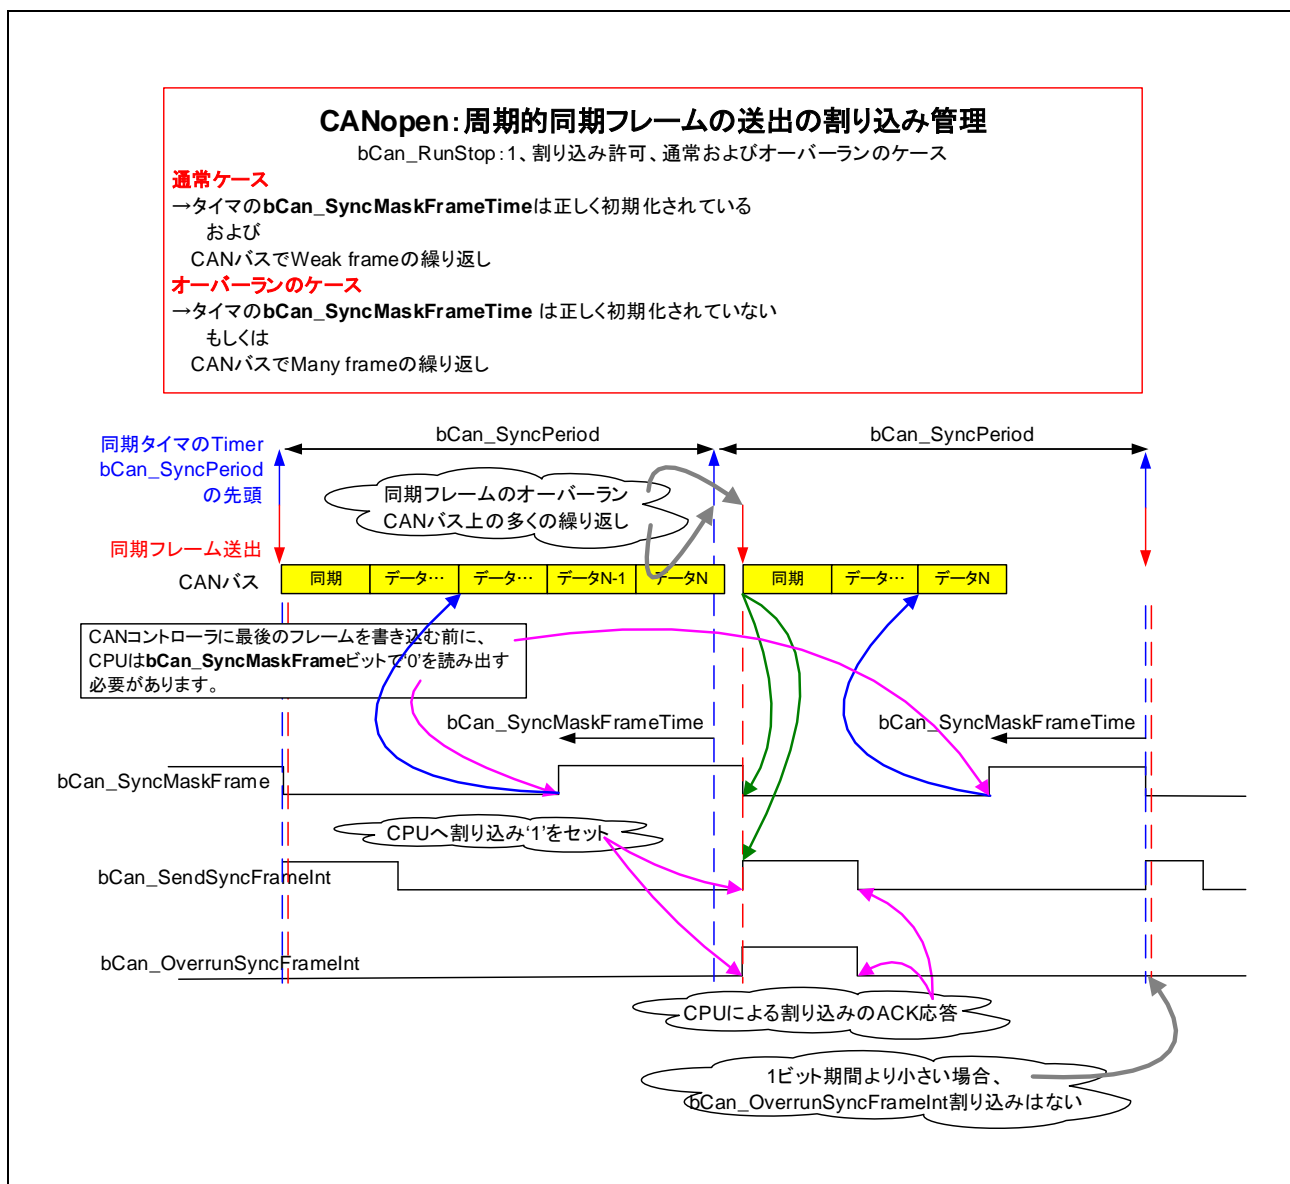 CANopen：周期的同期フレームの送出の割り込み管理
bCan_RunStop：1、割り込み許可、通常およびオーバーランのケース
通常ケース
→タイマのbCan_SyncMaskFrameTimeは正しく初期化されている
および
CANバスでWeak frameの繰り返し
オーバーランのケース
→タイマのbCan_SyncMaskFrameTime は正しく初期化されていない
もしくは
CANバスでMany frameの繰り返し
同期タイマのTimer
bCan_SyncPeriod
の先頭
bCan_SyncPeriod
bCan_SyncPeriod
同期フレームのオーバーラン
CANバス上の多くの繰り返し
同期フレーム送出
CANバス
同期
データ…
データ…
データN-1
データN
同期
データ…
データN
CANコントローラに最後のフレームを書き込む前に、
CPUはbCan_SyncMaskFrameビットで‘0’を読み出す
必要があります。
bCan_SyncMaskFrameTime
bCan_SyncMaskFrameTime
bCan_SyncMaskFrame
CPUへ割り込み‘1’をセット
bCan_SendSyncFrameInt
bCan_OverrunSyncFrameInt
CPUによる割り込みのACK応答
1ビット期間より小さい場合、
bCan_OverrunSyncFrameInt割り込みはない